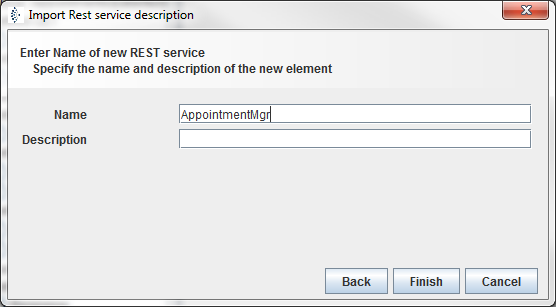 Import Rest service description
Enter Name of new REST service
Specify the name and description of the new element
Name AppointmentMgr
Description
Back Finish Cancel